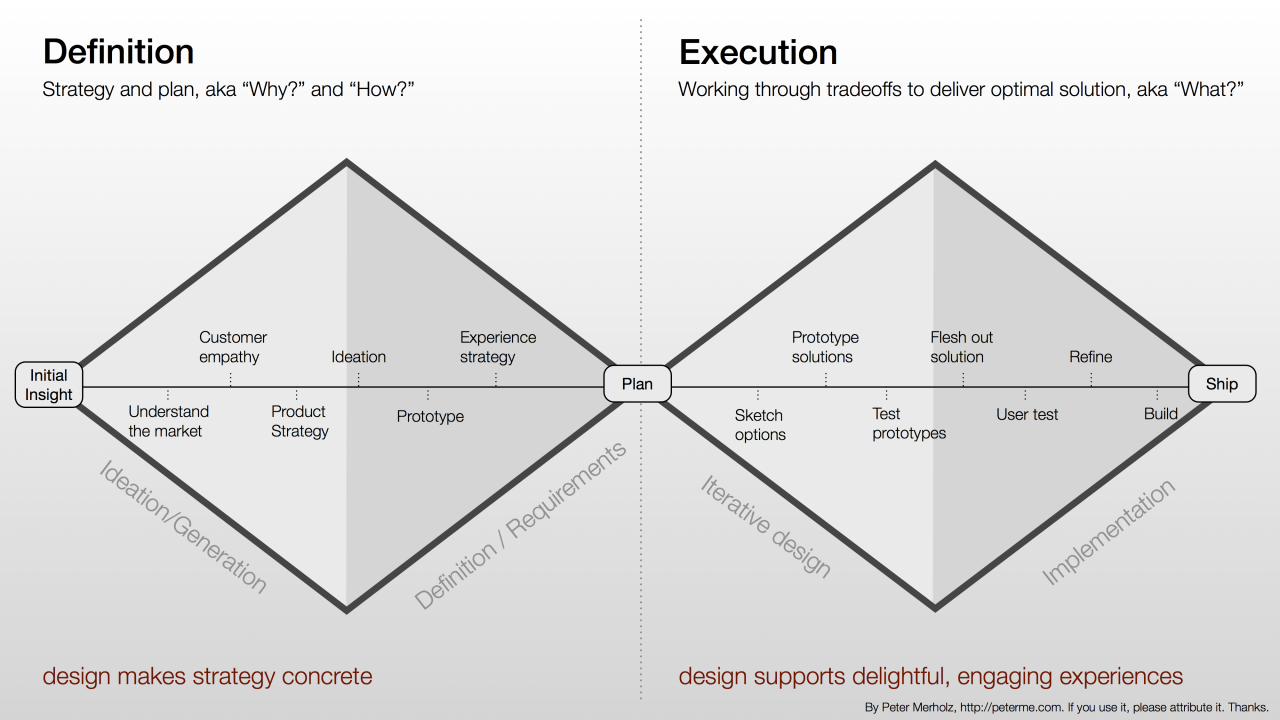 Definition
Strategy and plan, aka “Why?” and “How?”
Execution
Working through tradeoffs to deliver optimal solution, aka “What?”
Initial
Insight
Understand
the market
Customer
empathy
Product
Strategy
Ideation
Prototype
Experience
strategy
Plan
Sketch
options
Prototype
solutions
Test
prototypes
Flesh out
solution
User test
Refine
Build
Ship
Ideation/Generation
Definition / Requirements
Iterative design
Implementation
design makes strategy concrete
design supports delightful, engaging experiences
By Peter Merholz, http://peterme.com. If you use it, please attribute it. Thanks.